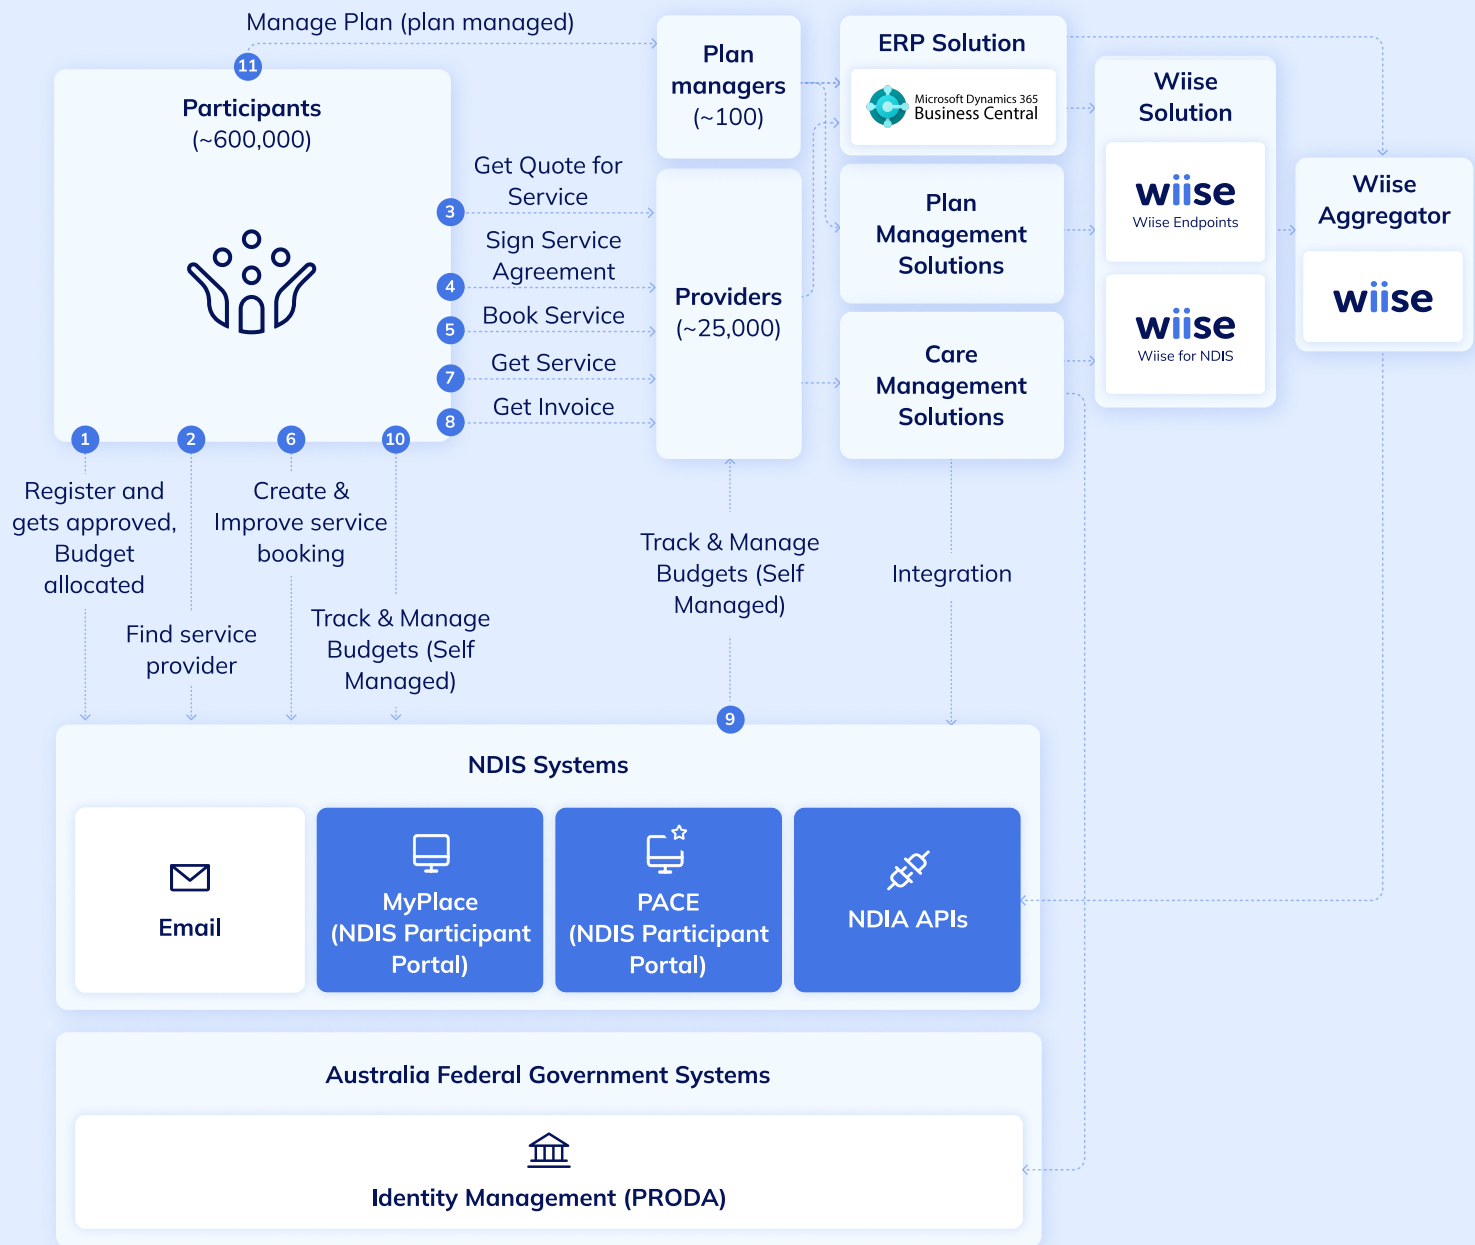 Manage Plan (plan managed)
11
Participants
(~600,000)
Plan
managers
(~100)
ERP Solution
Microsoft Dynamics 365
Business Central
Wiise
Solution
wiise
Wiise Endpoints
wiise
Wiise for NDIS
Wiise
Aggregator
wiise
Get Quote for
Service
3
Sign Service
Agreement
4
Book Service
5
Get Service
7
Get Invoice
8
Providers
(~25,000)
Plan
Management
Solutions
Care
Management
Solutions
1
2
6
10
Register and
gets approved,
Budget
allocated
Find service
provider
Create &
Improve service
booking
Track & Manage
Budgets (Self
Managed)
Track & Manage
Budgets (Self
Managed)
Integration
9
NDIS Systems
Email
MyPlace
(NDIS Participant
Portal)
PACE
(NDIS Participant
Portal)
NDIA APIs
Australia Federal Government Systems
Identity Management (PRODA)